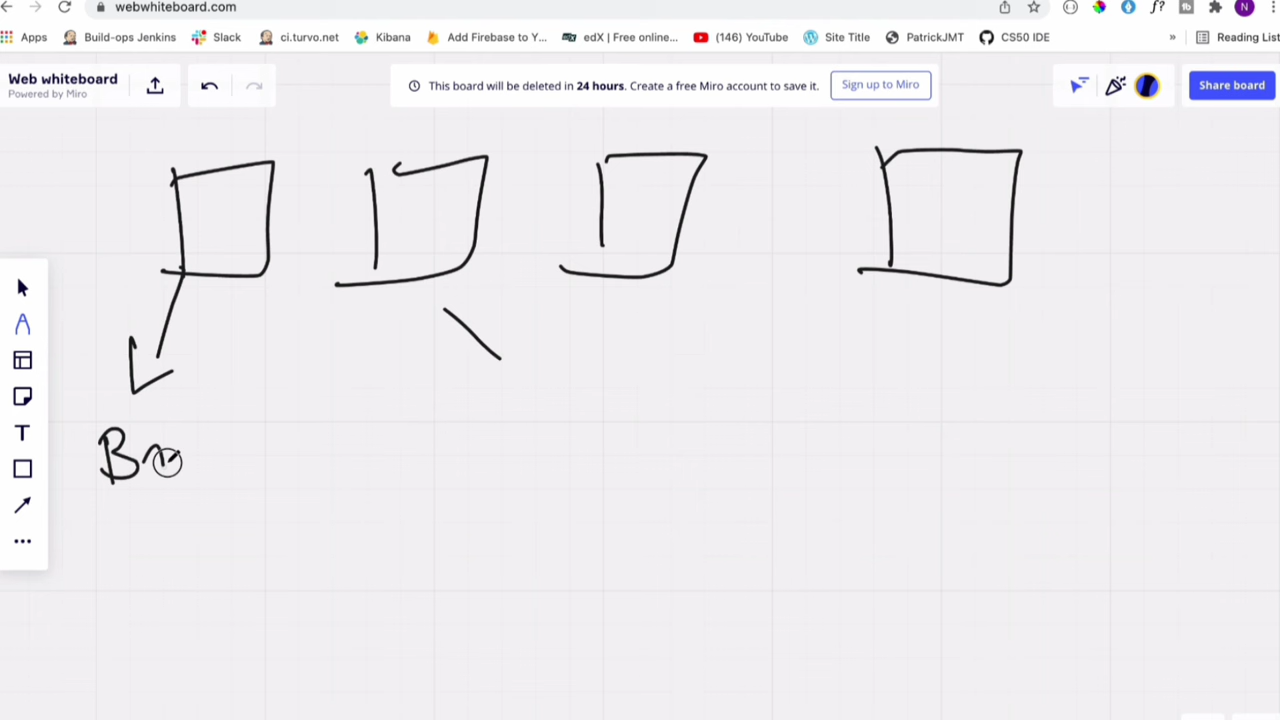 webwhiteboard.com
N
Apps Build-ops Jenkins Slack ci.turvo.net Kibana Add Firebase to Y... edX | Free online... (146) YouTube Site Title PatrickJMT CS50 IDE » Reading List
Web whiteboard
Powered by Miro
This board will be deleted in 24 hours. Create a free Miro account to save it. Sign up to Miro
Share board
T